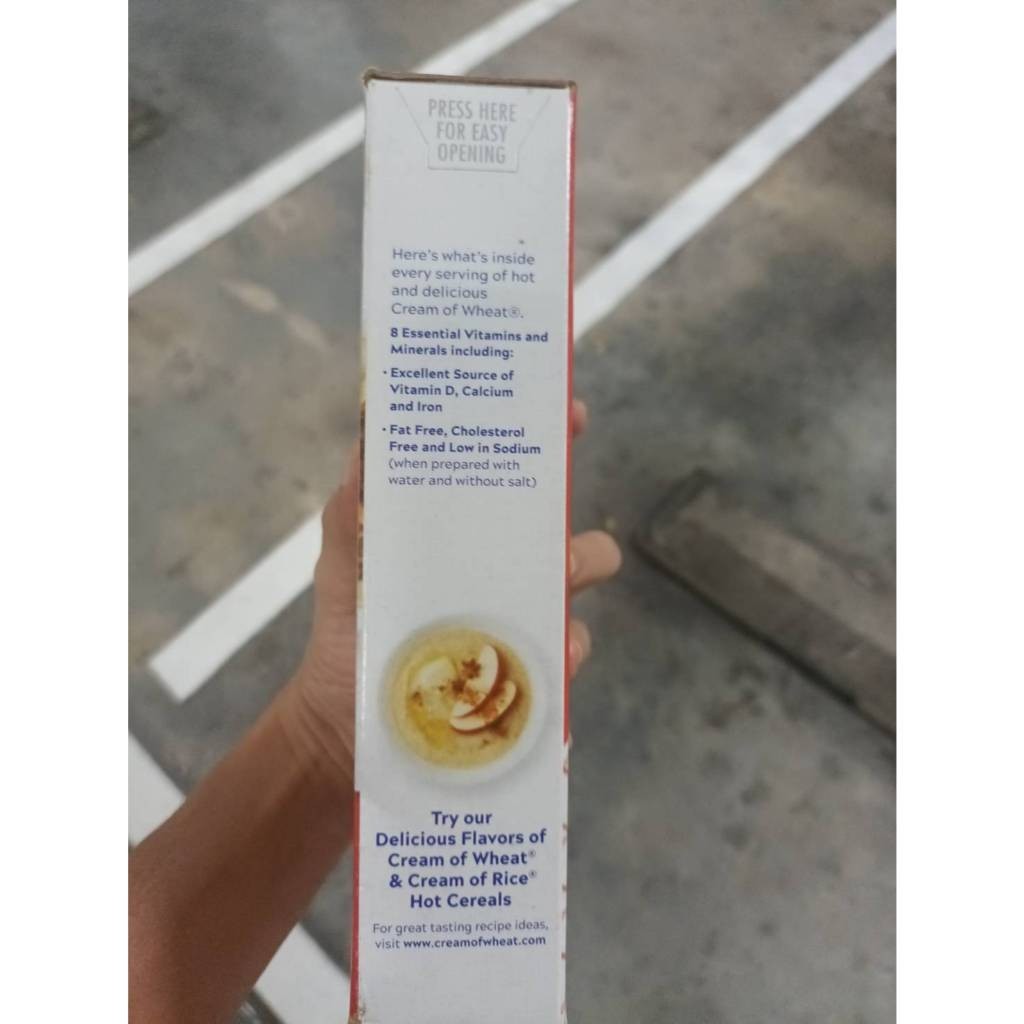 PRESS HERE
FOR EASY
OPENING
Here's what's inside
every serving of hot
and delicious
Cream of Wheat®.
8 Essential Vitamins and
Minerals including:
• Excellent Source of
Vitamin D, Calcium
and Iron
• Fat Free, Cholesterol
Free and Low in Sodium
(when prepared with
water and without salt)
Try our
Delicious Flavors of
Cream of Wheat®
& Cream of Rice®
Hot Cereals
For great tasting recipe ideas,
visit www.creamofwheat.com